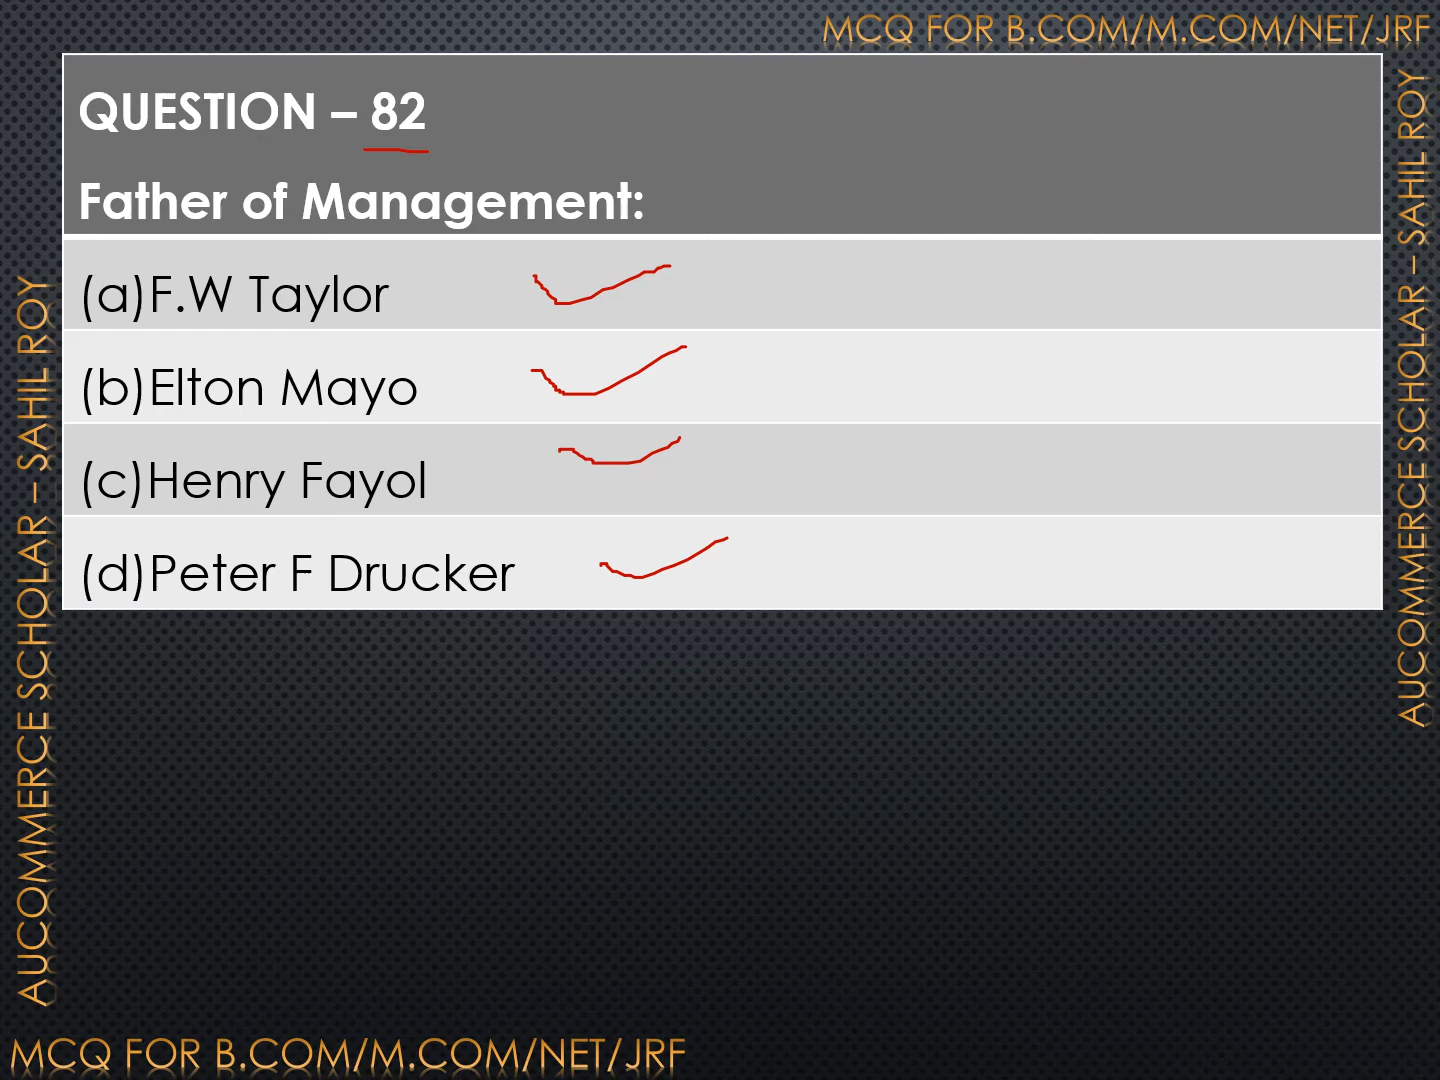 MCQ FOR B.COM/M.COM/NET/JRF
QUESTION – 82
Father of Management:
(a)F.W Taylor
(b)Elton Mayo
(c)Henry Fayol
(d)Peter F Drucker
AUCOMMERCE SCHOLAR – SAHIL ROY
AUCOMMERCE SCHOLAR – SAHIL ROY
MCQ FOR B.COM/M.COM/NET/JRF